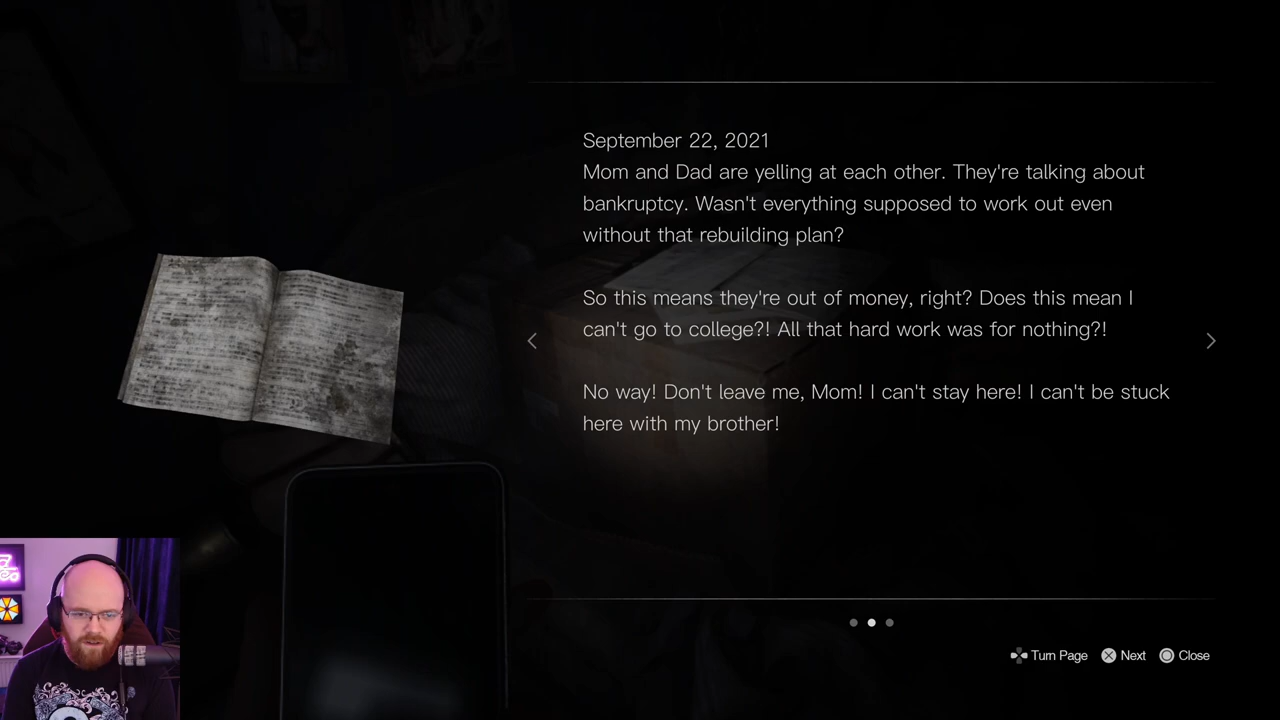 September 22, 2021
Mom and Dad are yelling at each other. They're talking about
bankruptcy. Wasn't everything supposed to work out even
without that rebuilding plan?
So this means they're out of money, right? Does this mean I
can't go to college?! All that hard work was for nothing?!
No way! Don't leave me, Mom! I can't stay here! I can't be stuck
here with my brother!
Turn Page Next Close